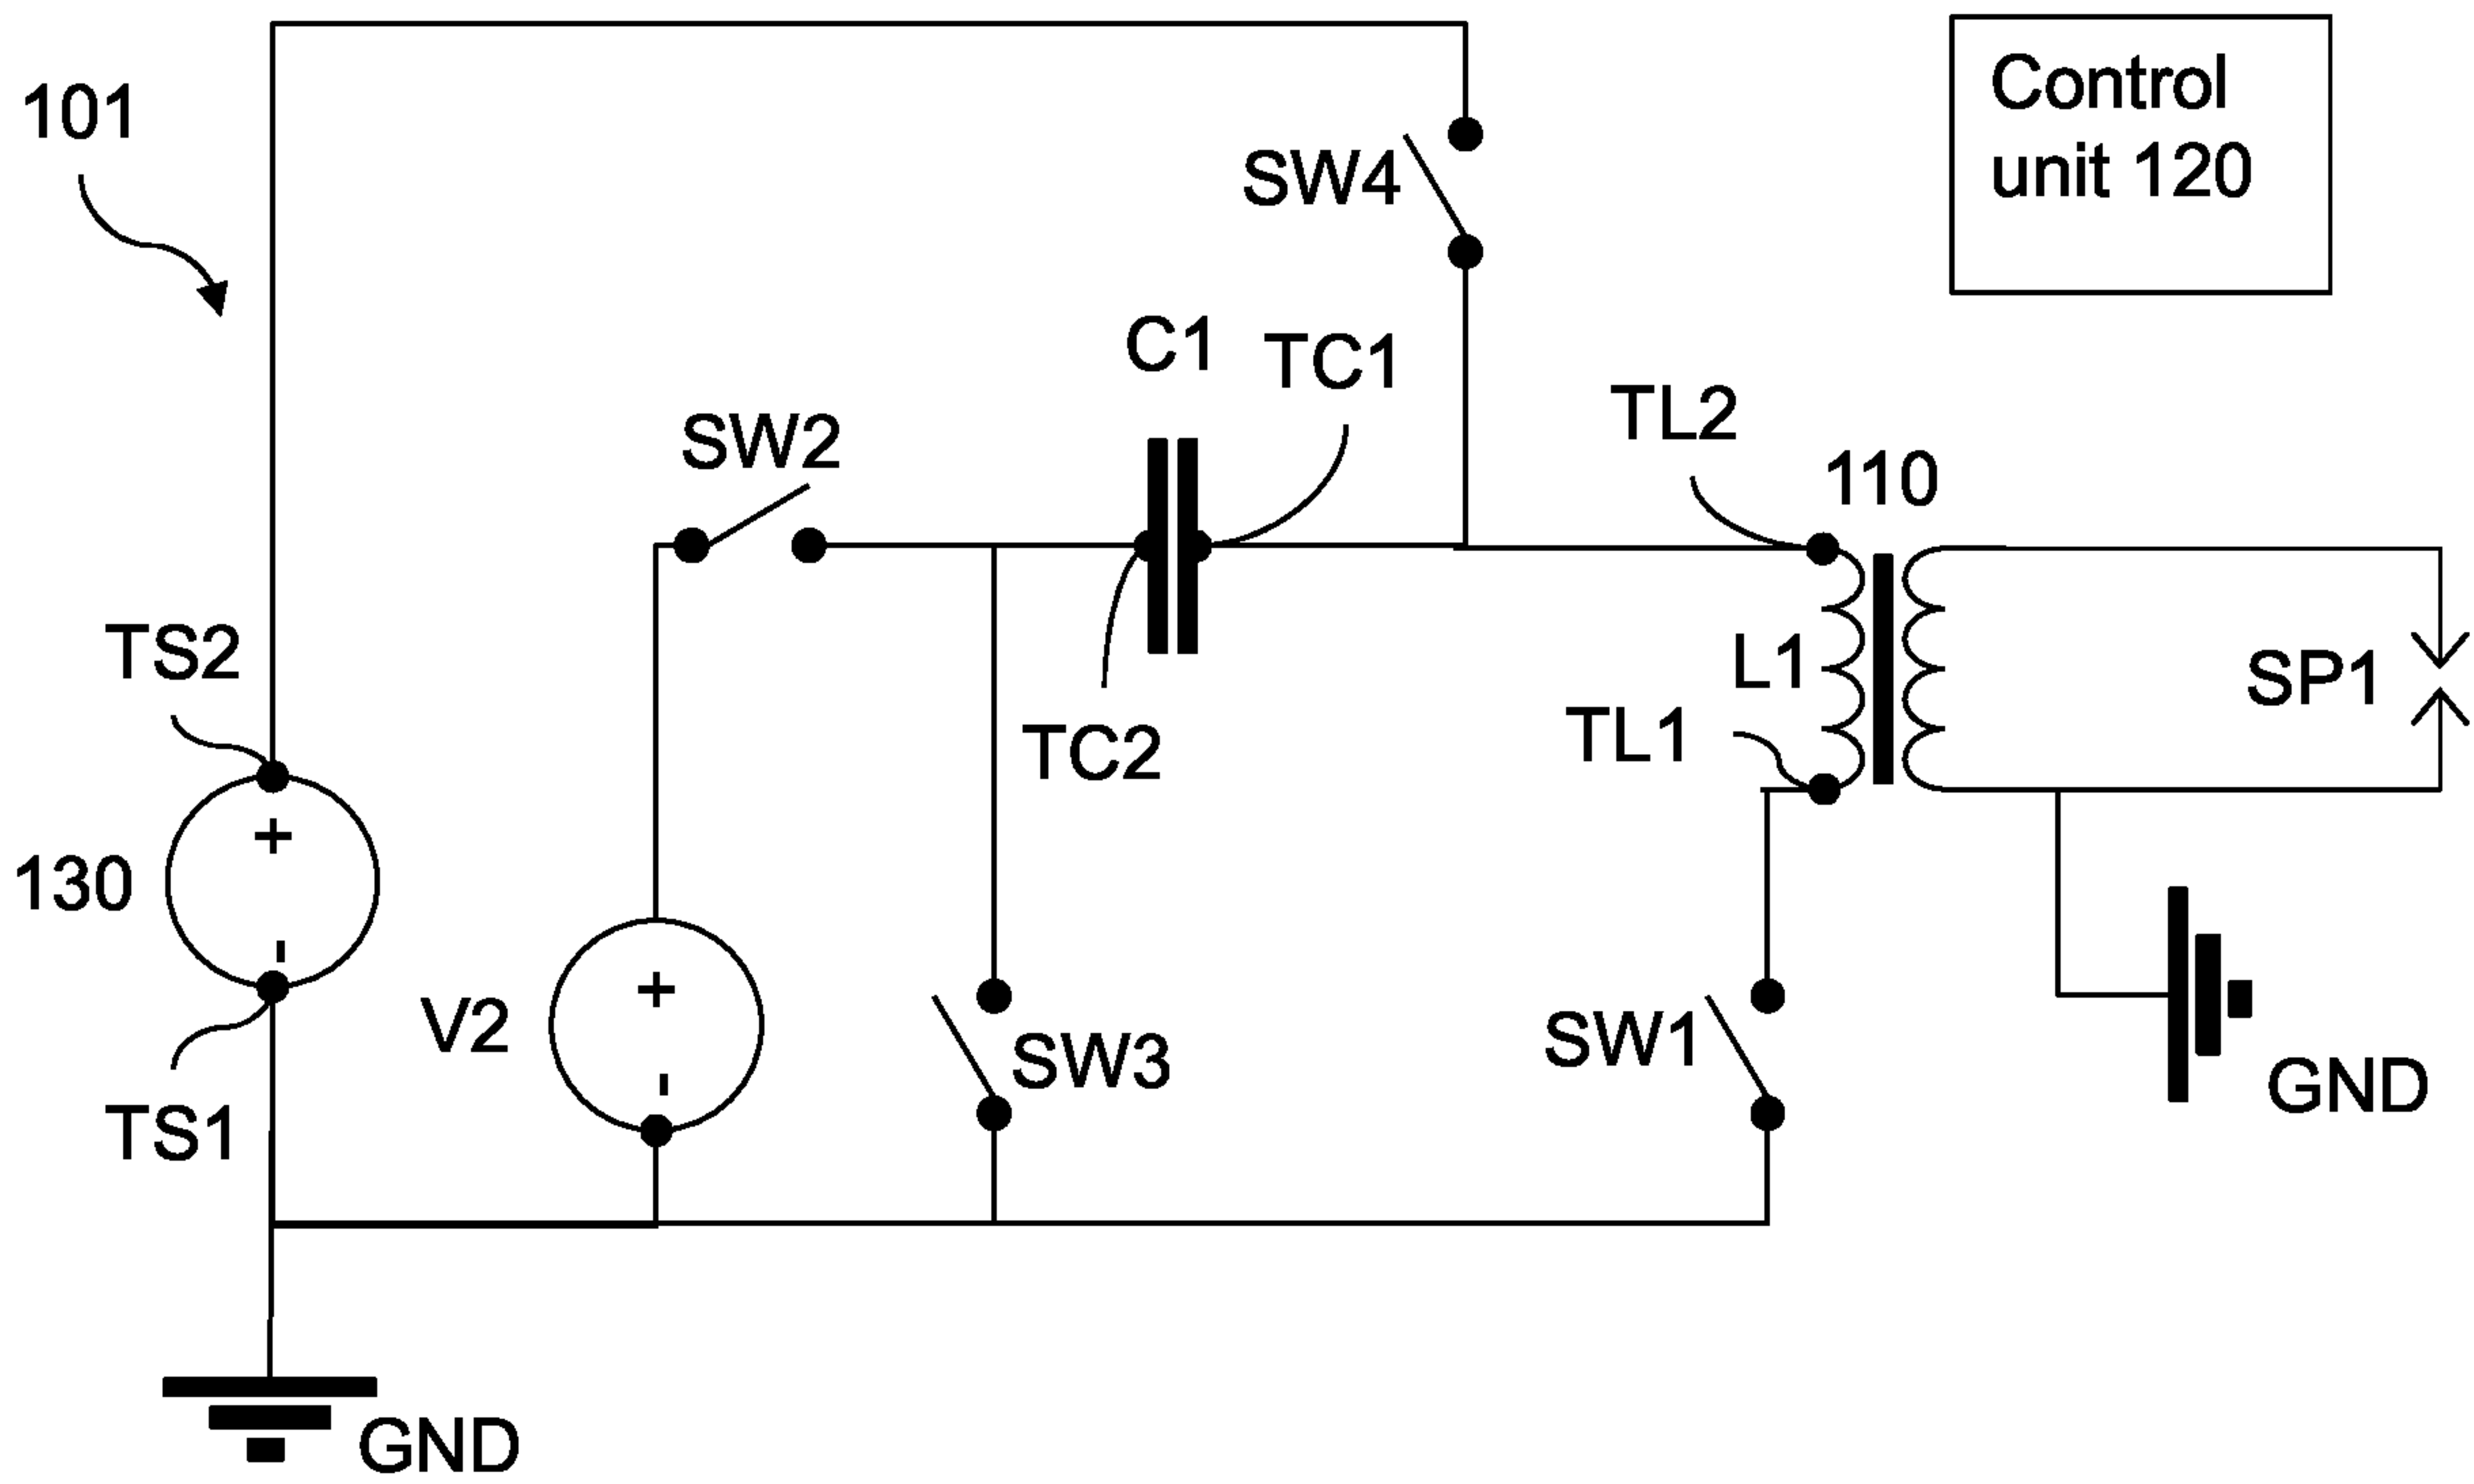 101
Control
unit 120
SW4
C1
TC1
TL2
SW2
110
TS2
L1
SP1
TL1
TC2
+
130
-
V2
+
-
SW3
SW1
TS1
GND
GND